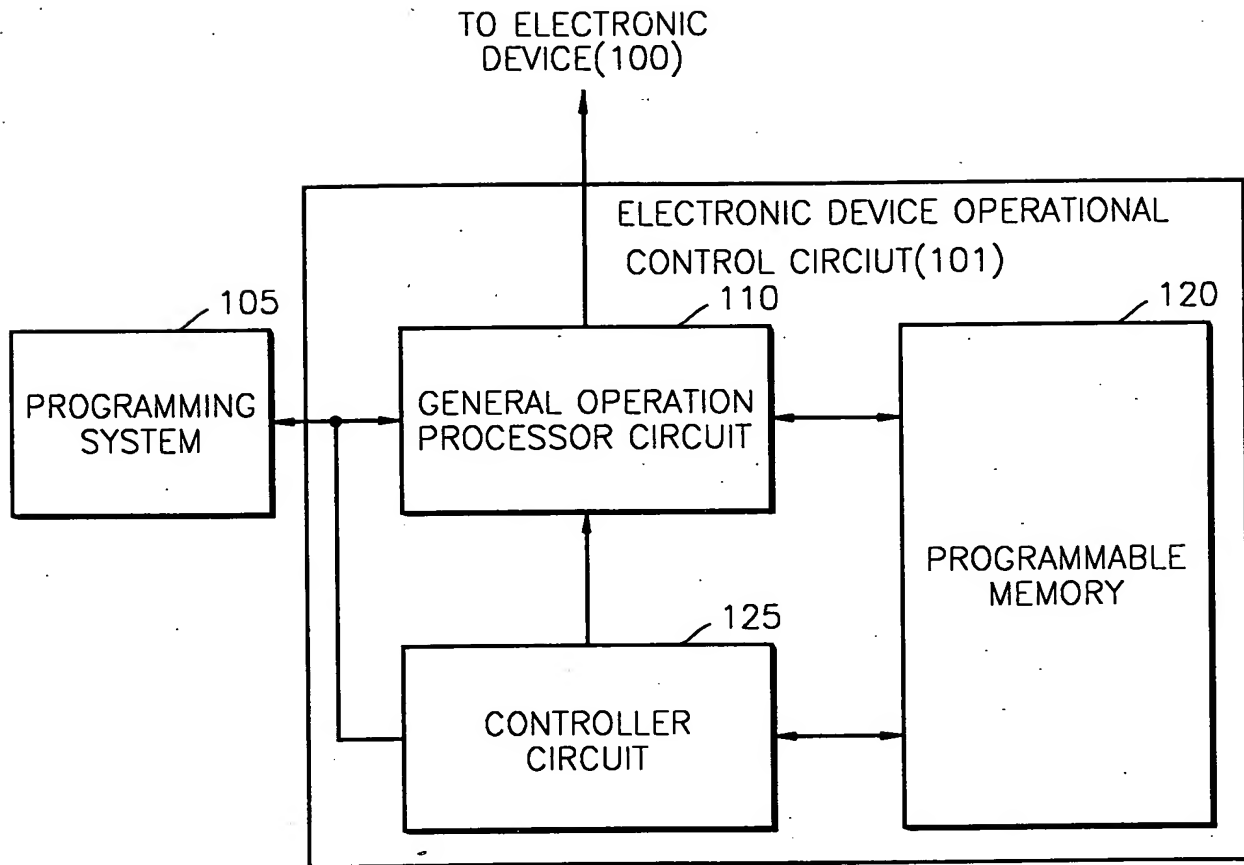 TO ELECTRONIC
DEVICE(100)
ELECTRONIC DEVICE OPERATIONAL
CONTROL CIRCIUT(101)
105
110
120
PROGRAMMING
SYSTEM
GENERAL OPERATION
PROCESSOR CIRCUIT
PROGRAMMABLE
MEMORY
125
CONTROLLER
CIRCUIT